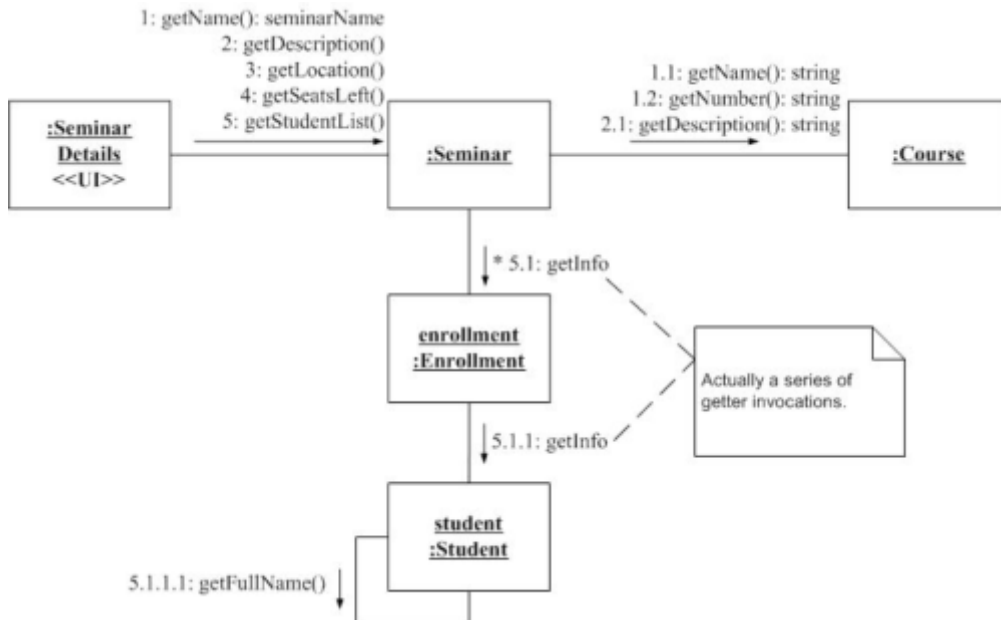 1: getName(): seminarName
2: getDescription()
3: getLocation()
4: getSeatsLeft()
5: getStudentList()
1.1: getName(): string
1.2: getNumber(): string
2.1: getDescription(): string
:Seminar
Details
<<UI>>
:Seminar
:Course
* 5.1: getInfo
enrollment
:Enrollment
Actually a series of
getter invocations.
5.1.1: getInfo
student
:Student
5.1.1.1: getFullName()